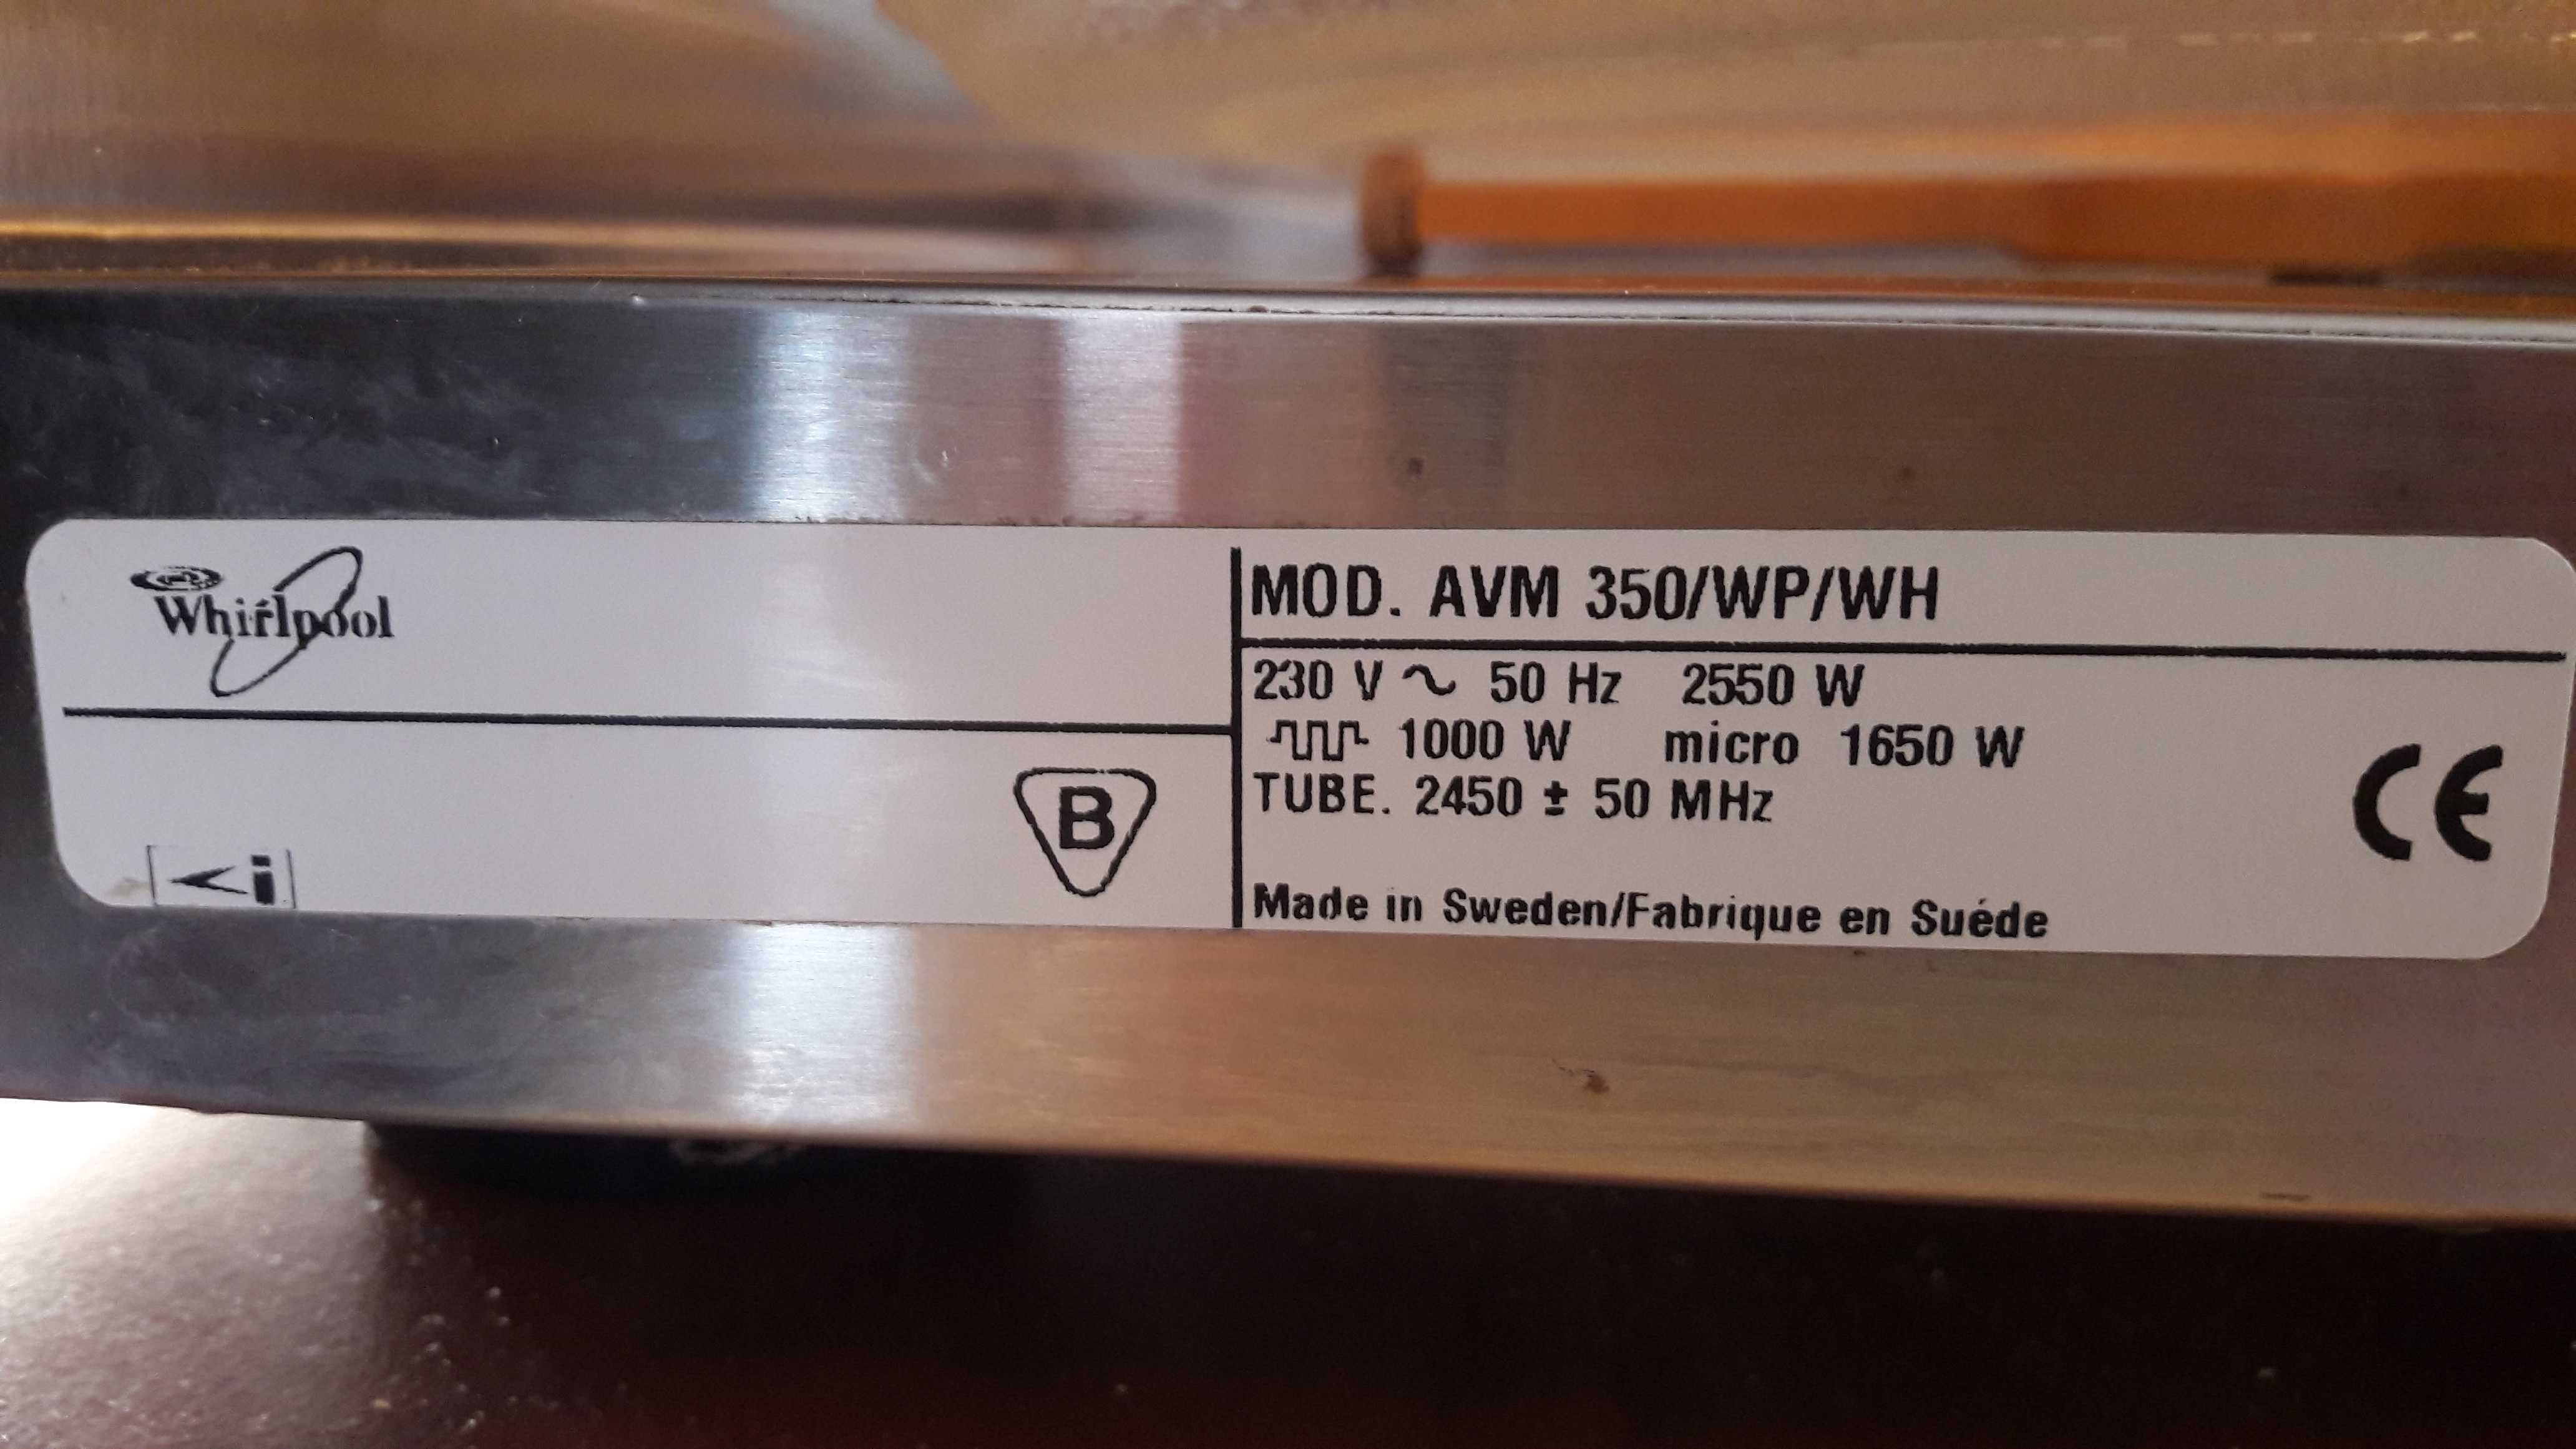 Whirlpool
MOD. AVM 350/WP/WH
230 V ~ 50 Hz 2550 W
1000 W micro 1650 W
TUBE. 2450 ± 50 MHz
B
CE
Made in Sweden/Fabrique en Suéde